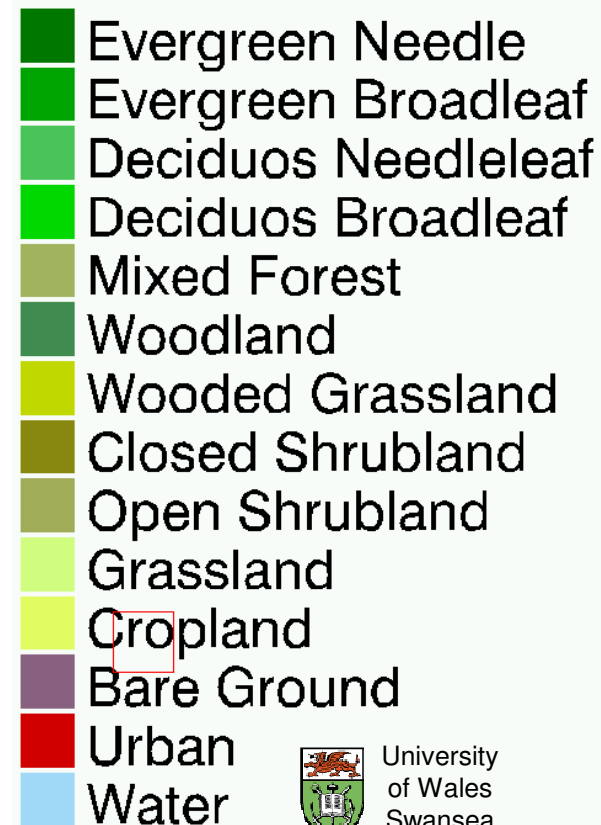 Evergreen Needle
Evergreen Broadleaf
Deciduos Needleleaf
Deciduos Broadleaf
Mixed Forest
Woodland
Wooded Grassland
Closed Shrubland
Open Shrubland
Grassland
Cropland
Bare Ground
Urban
Water
University
of Wales
Swansea